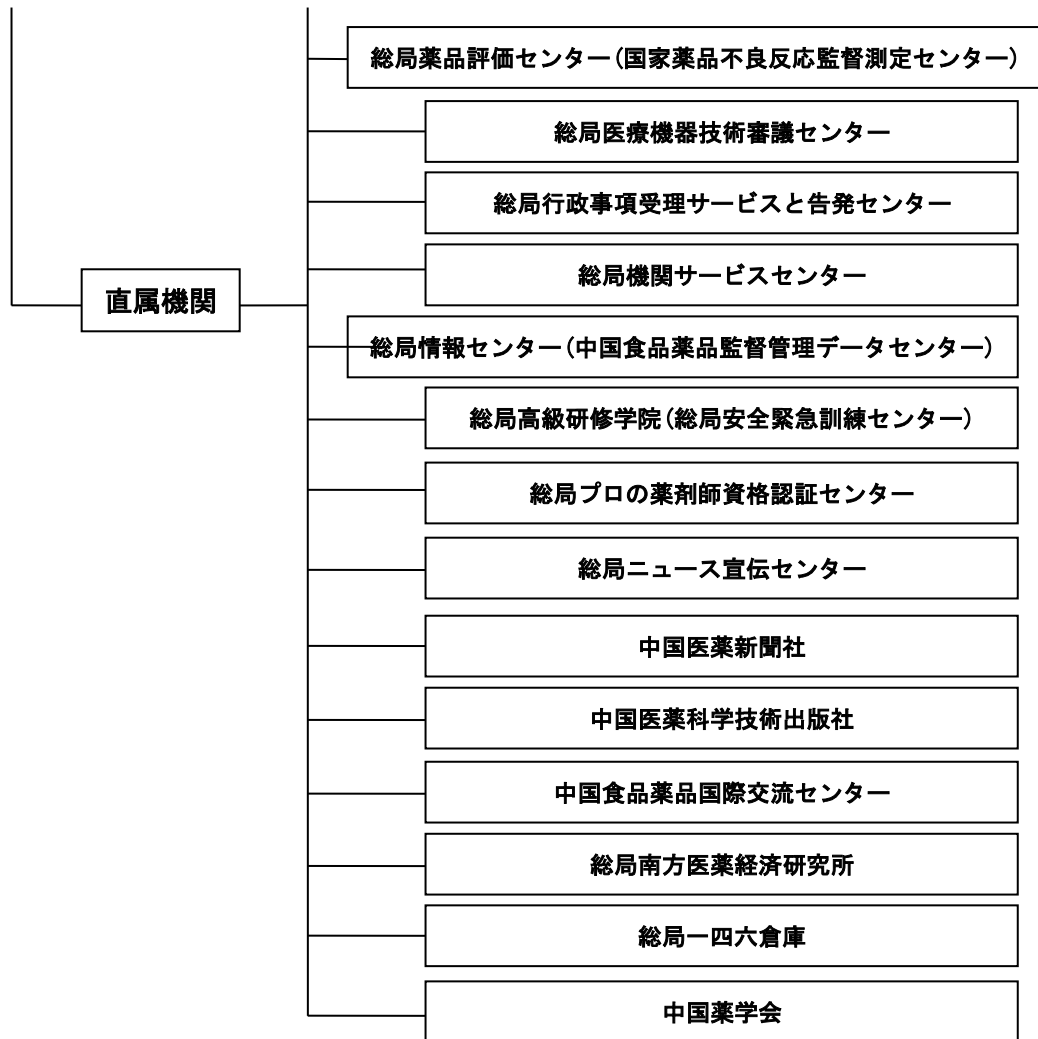 総局薬品評価センター(国家薬品不良反応監督測定センター)
総局医療機器技術審議センター
総局行政事項受理サービスと告発センター
総局機関サービスセンター
直属機関
総局情報センター(中国食品薬品監督管理データセンター)
総局高級研修学院(総局安全緊急訓練センター)
総局プロの薬剤師資格認証センター
総局ニュース宣伝センター
中国医薬新聞社
中国医薬科学技術出版社
中国食品薬品国際交流センター
総局南方医薬経済研究所
総局一四六倉庫
中国薬学会